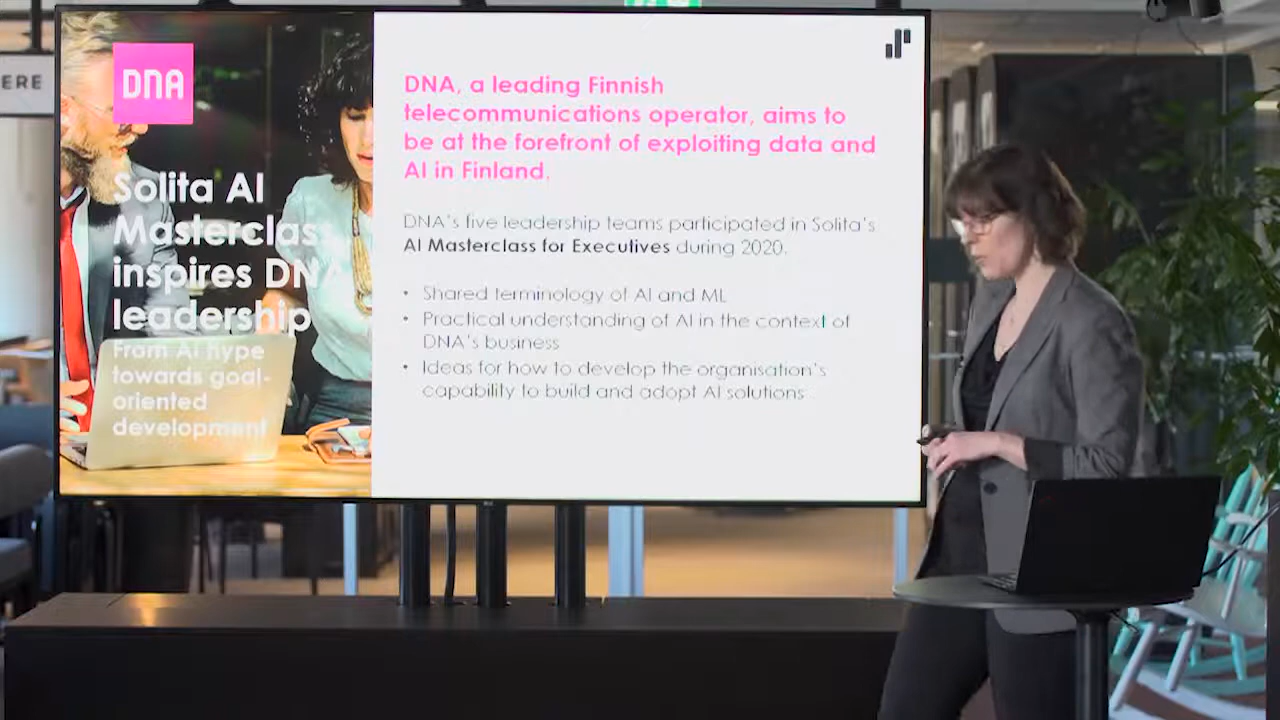 ERE
DNA
Solita AI
Masterclass
inspires DNA
leadership
From AI hype
towards goal-
oriented
development
DNA, a leading Finnish
telecommunications operator, aims to
be at the forefront of exploiting data and
AI in Finland.
DNA's five leadership teams participated in Solita's
AI Masterclass for Executives during 2020.
• Shared terminology of AI and ML
• Practical understanding of AI in the context of
DNA's business
• Ideas for how to develop the organisation's
capability to build and adopt AI solutions